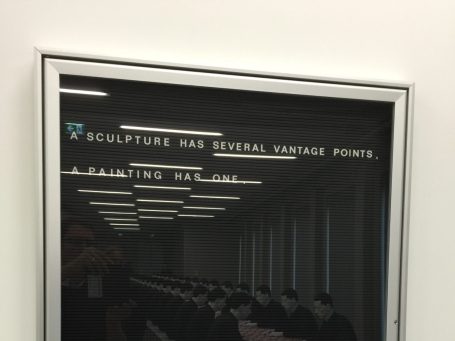 A SCULPTURE HAS SEVERAL VANTAGE POINTS.
A PAINTING HAS ONE.